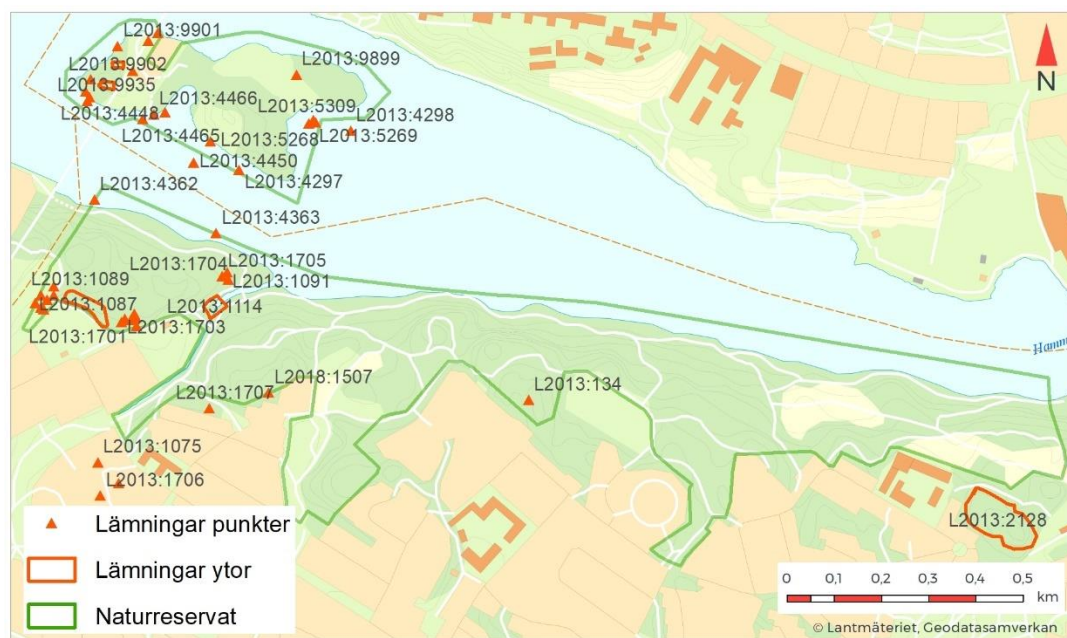 L2013:9901
N
L2013:9902
L2013:9899
L2013:9935
L2013:4466
L2013:5309
L2013:4448
L2013:4298
L2013:4465
L2013:5268
L2013:5269
L2013:4450
L2013:4297
L2013:4362
L2013:4363
L2013:1704
L2013:1705
L2013:1089
L2013:1091
L2013:1087
L2013:1114
L2013:1701
L2013:1703
L2018:1507
L2013:1707
L2013:134
L2013:1075
L2013:1706
L2013:2128
Lämningar punkter
Lämningar ytor
Naturreservat
0 0,1 0,2 0,3 0,4 0,5
km
© Lantmäteriet, Geodatasamverkan